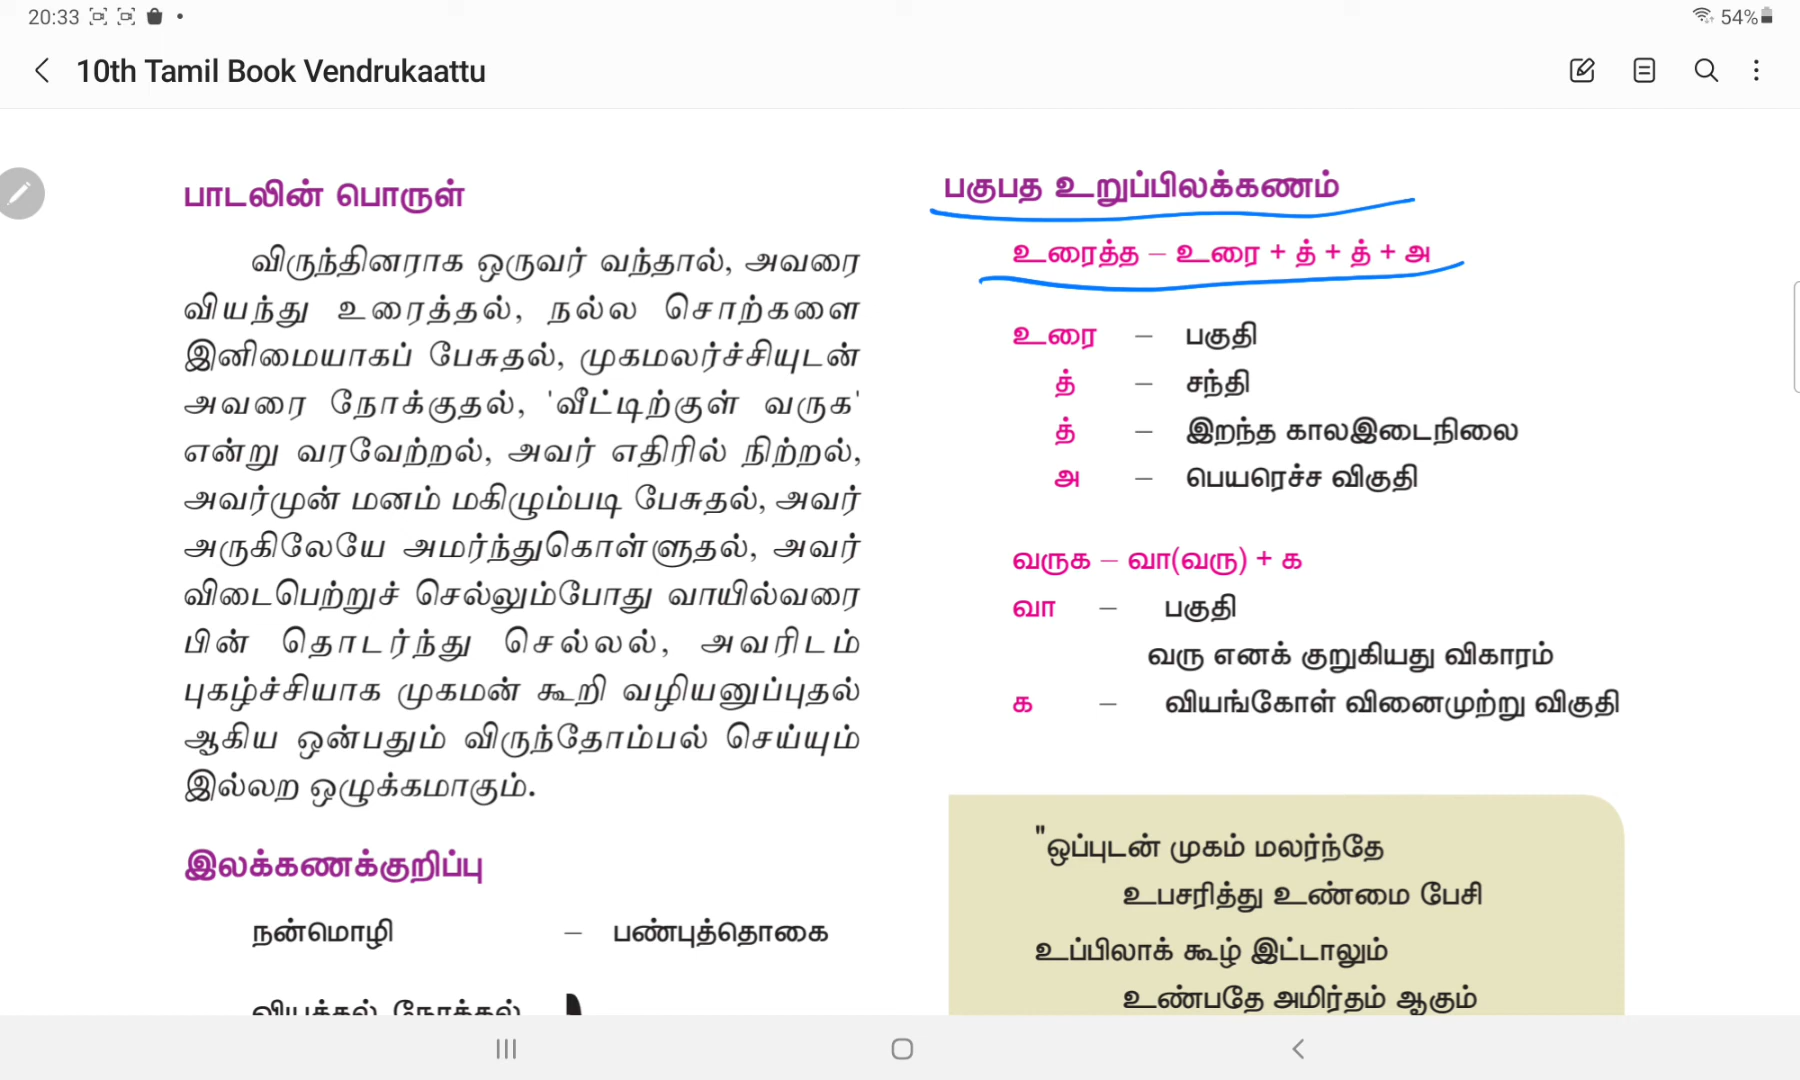 20:33
54%
10th Tamil Book Vendrukaattu
பாடலின் பொருள்
விருந்தினராக ஒருவர் வந்தால், அவரை
வியந்து உரைத்தல், நல்ல சொற்களை
இனிமையாகப் பேசுதல், முகமலர்ச்சியுடன்
அவரை நோக்குதல், 'வீட்டிற்குள் வருக'
என்று வரவேற்றல், அவர் எதிரில் நிற்றல்,
அவர்முன் மனம் மகிழும்படி பேசுதல், அவர்
அருகிலேயே அமர்ந்துகொள்ளுதல், அவர்
விடைபெற்றுச் செல்லும்போது வாயில்வரை
பின் தொடர்ந்து செல்லல், அவரிடம்
புகழ்ச்சியாக முகமன் கூறி வழியனுப்புதல்
ஆகிய ஒன்பதும் விருந்தோம்பல் செய்யும்
இல்லற ஒழுக்கமாகும்.
இலக்கணக்குறிப்பு
நன்மொழி – பண்புத்தொகை
வியத்தல் நோக்கல்
பகுபத உறுப்பிலக்கணம்
உரைத்த – உரை + த் + த் + அ
உரை – பகுதி
த் – சந்தி
த் – இறந்த காலஇடைநிலை
அ – பெயரெச்ச விகுதி
வருக – வா(வரு) + க
வா – பகுதி
வரு எனக் குறுகியது விகாரம்
க – வியங்கோள் வினைமுற்று விகுதி
"ஒப்புடன் முகம் மலர்ந்தே
உபசரித்து உண்மை பேசி
உப்பிலாக் கூழ் இட்டாலும்
உண்பதே அமிர்தம் ஆகும்